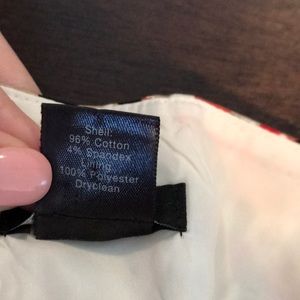 Shell:
96% Cotton
4% Spandex
Lining
100% Polyester
Dryclean